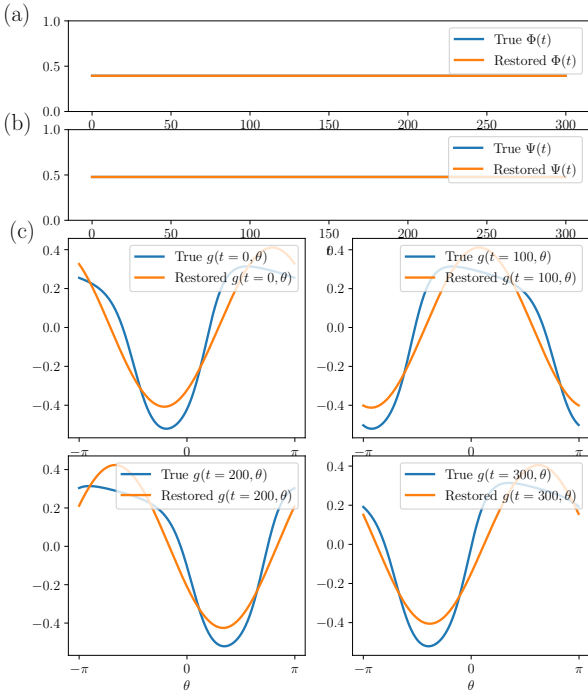 (a)
1.0
0.5
0.0
True Φ(t)
Restored Φ(t)
0 50 100 150 200 250 300
(b)
1.0
0.5
0.0
True Ψ(t)
Restored Ψ(t)
0 50 100 150 200 250 300
t
(c)
0.4
0.2
0.0
−0.2
−0.4
True g(t = 0, θ)
Restored g(t = 0, θ)
−π 0 π
0.4
0.2
0.0
−0.2
−0.4
True g(t = 100, θ)
Restored g(t = 100, θ)
−π 0 π
0.4
0.2
0.0
−0.2
−0.4
True g(t = 200, θ)
Restored g(t = 200, θ)
−π 0 π
θ
0.4
0.2
0.0
−0.2
−0.4
True g(t = 300, θ)
Restored g(t = 300, θ)
−π 0 π
θ